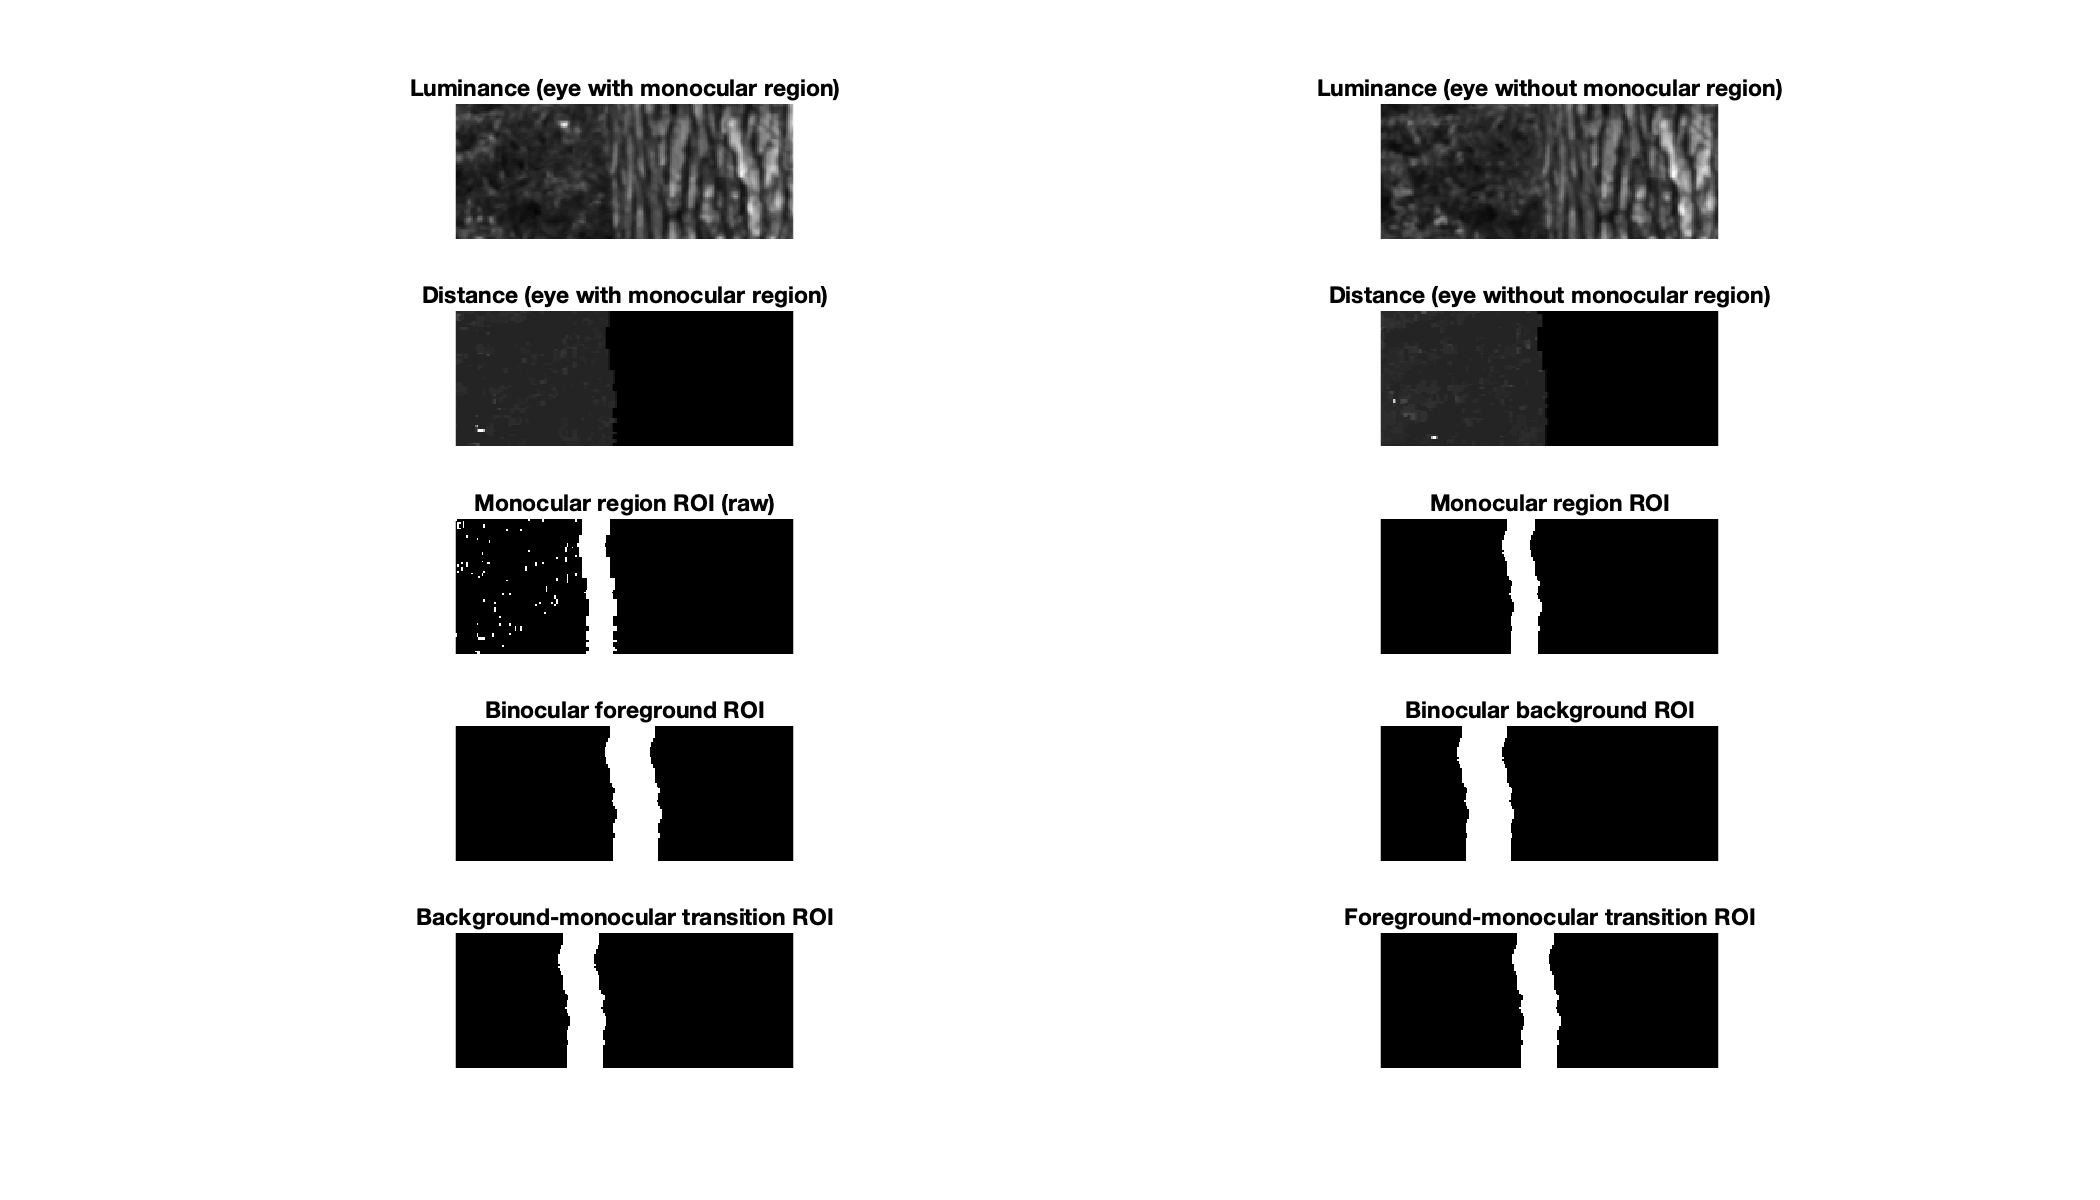 Luminance (eye with monocular region)
Luminance (eye without monocular region)
Distance (eye with monocular region)
Distance (eye without monocular region)
Monocular region ROI (raw)
Monocular region ROI
Binocular foreground ROI
Binocular background ROI
Background-monocular transition ROI
Foreground-monocular transition ROI